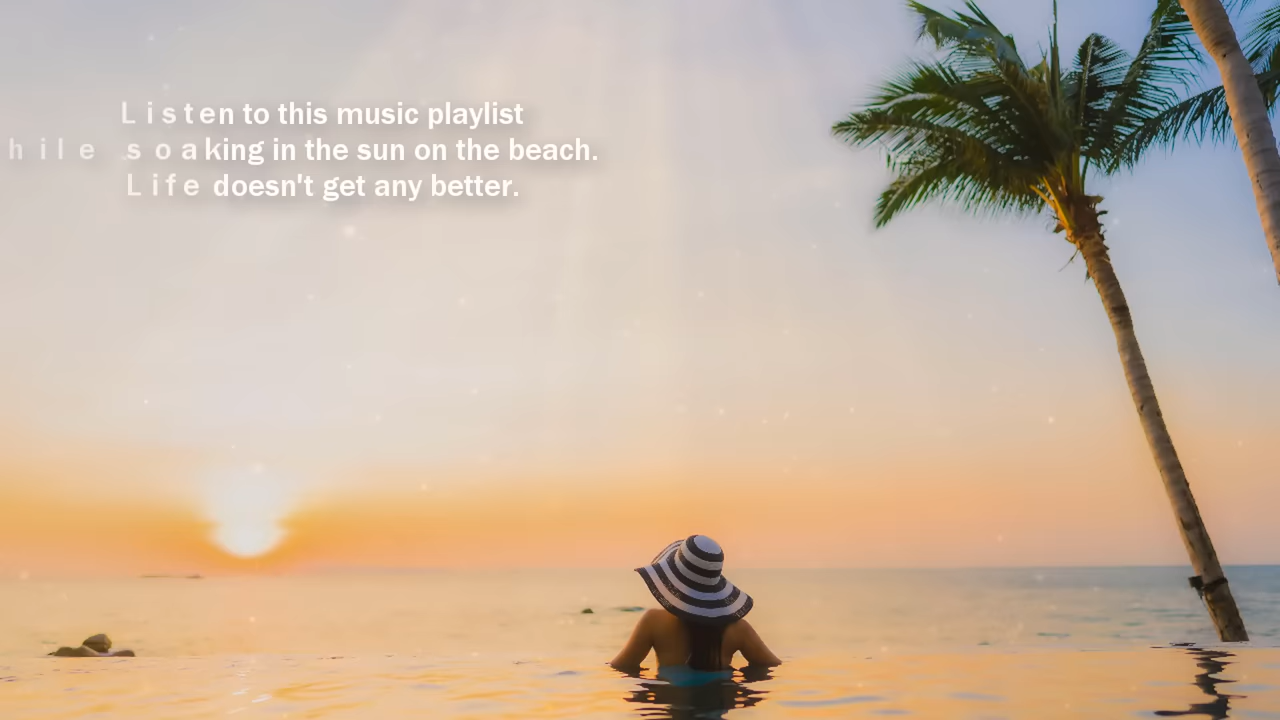 Listen to this music playlist
hile soaking in the sun on the beach.
Life doesn't get any better.